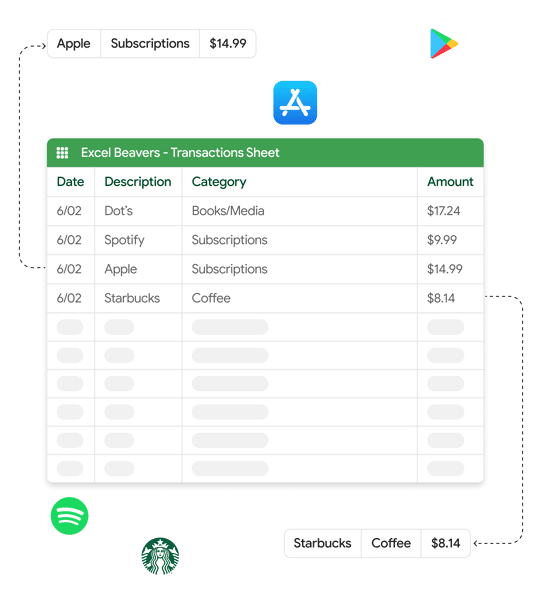 Apple Subscriptions $14.99
Excel Beavers - Transactions Sheet
Date Description Category Amount
6/02 Dot's Books/Media $17.24
6/02 Spotify Subscriptions $9.99
6/02 Apple Subscriptions $14.99
6/02 Starbucks Coffee $8.14
Starbucks Coffee $8.14